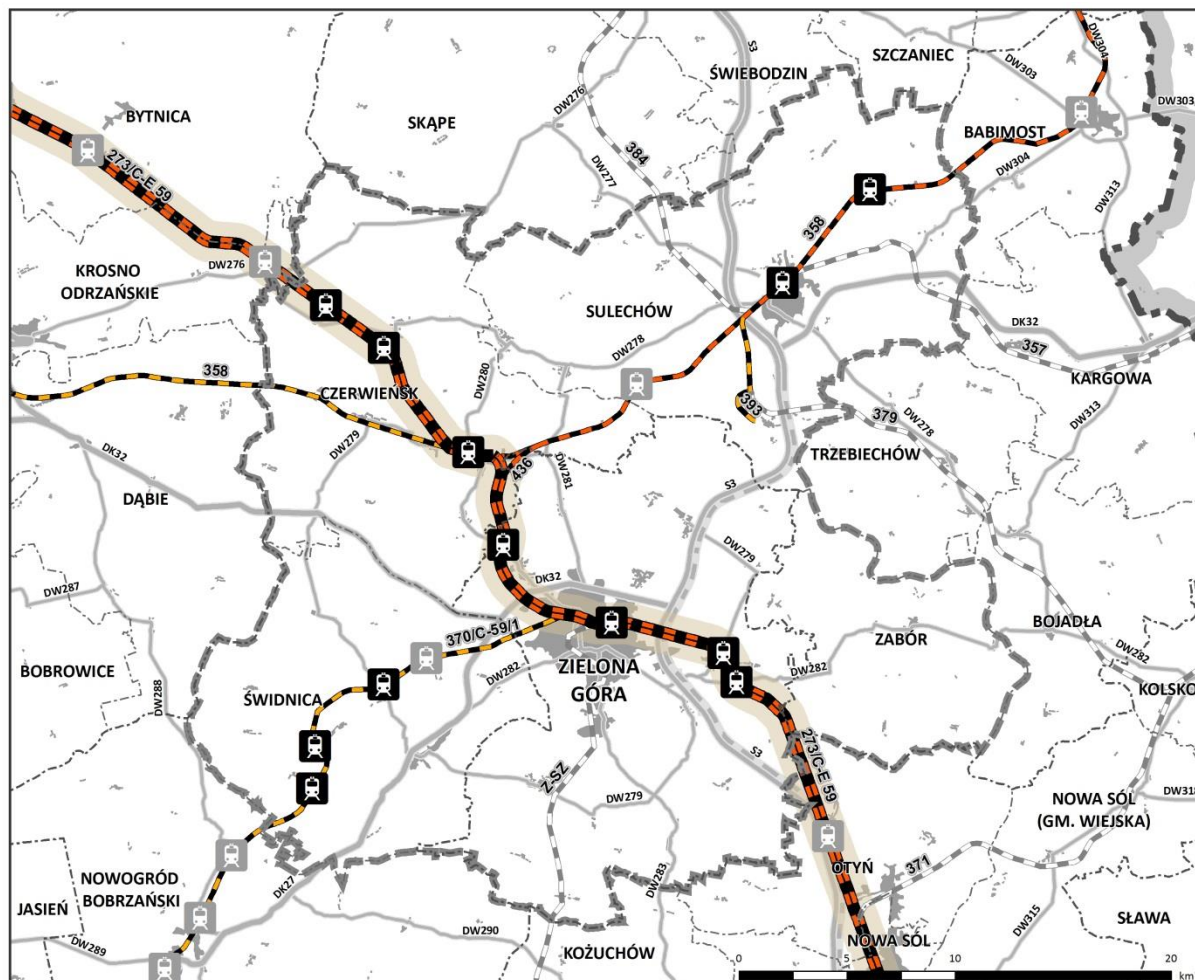 SZCZANIEC
DW304
S3
DW303
ŚWIEBODZIN
DW276
DW303
BYTNICA
SKĄPE
384
BABIMOST
273/C-E 59
DW304
DW277
DW313
358
DW276
KROSNO
ODRZAŃSKIE
SULECHÓW
DK32
DW278
357
358
DW280
KARGOWA
CZERWIEŃSK
393
379
DW278
DW313
DW279
DK32
436
DW281
TRZEBIECHÓW
DĄBIE
S3
DW279
DK32
DW287
370/C-59/1
ZABÓR
BOJADŁA
BOBROWICE
DW282
ZIELONA
GÓRA
DW282
DW282
DW288
ŚWIDNICA
KOLSKO
273/C-E 59
S3
Z-SZ
DW279
NOWA SÓL
(GM. WIEJSKA)
DW318
OTYŃ
NOWOGRÓD
BOBRZAŃSKI
DK27
DW283
371
JASIEŃ
DW315
SŁAWA
DW289
DW290
KOŻUCHÓW
NOWA SÓL
0 5 10 20
km